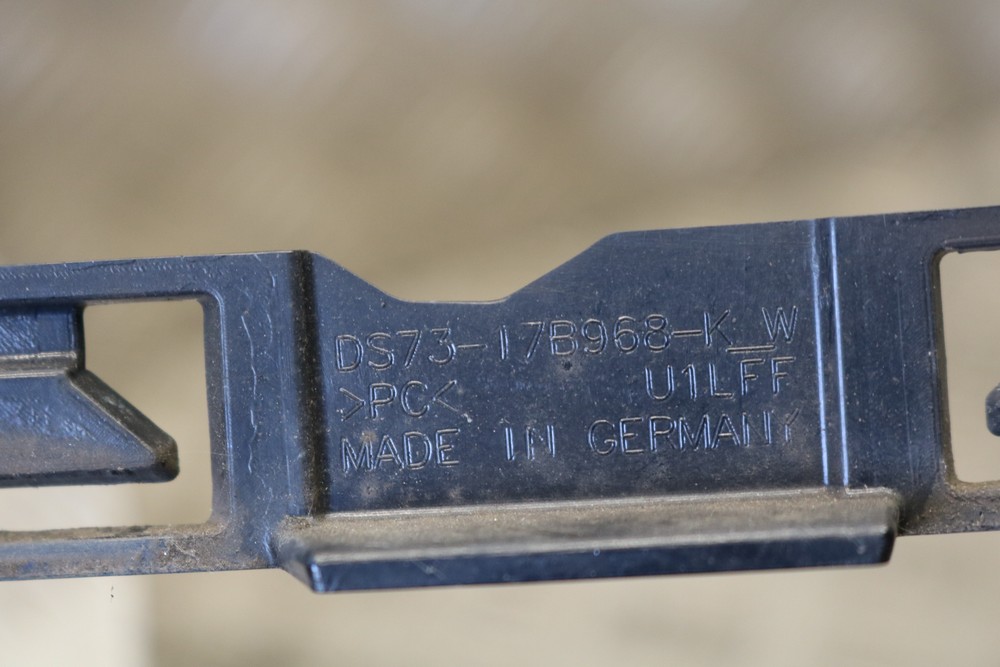 DS73-17B968-K_W
>PC< U1LFF
MADE IN GERMANY